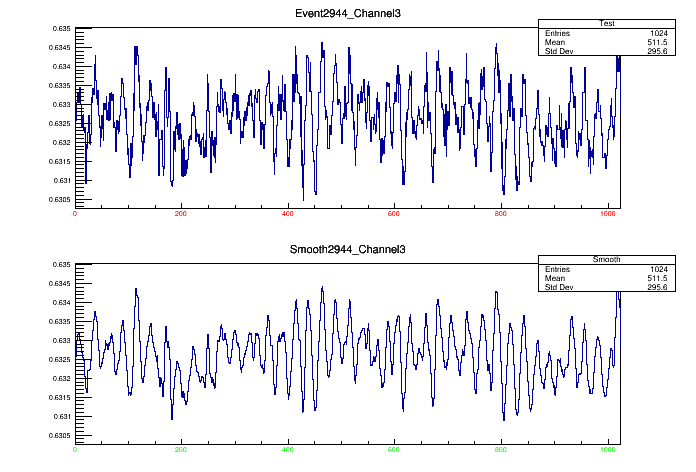 Event2944_Channel3
Test
Entries 1024
Mean 511.5
Std Dev 295.6
0.635
0.6345
0.634
0.6335
0.633
0.6325
0.632
0.6315
0.631
0.6305
0 200 400 600 800 1000
Smooth2944_Channel3
Smooth
Entries 1024
Mean 511.5
Std Dev 295.6
0.635
0.6345
0.634
0.6335
0.633
0.6325
0.632
0.6315
0.631
0.6305
0 200 400 600 800 1000